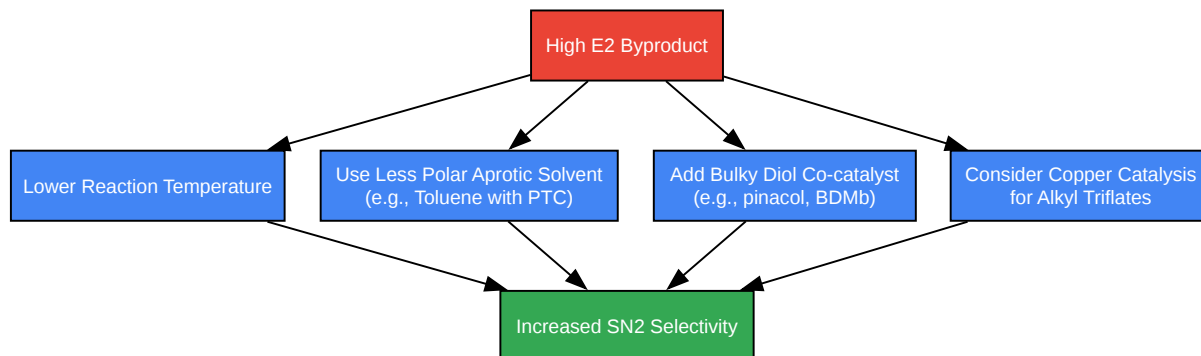 High E2 Byproduct
Lower Reaction Temperature
Use Less Polar Aprotic Solvent
(e.g., Toluene with PTC)
Add Bulky Diol Co-catalyst
(e.g., pinacol, BDMb)
Consider Copper Catalysis
for Alkyl Triflates
Increased SN2 Selectivity